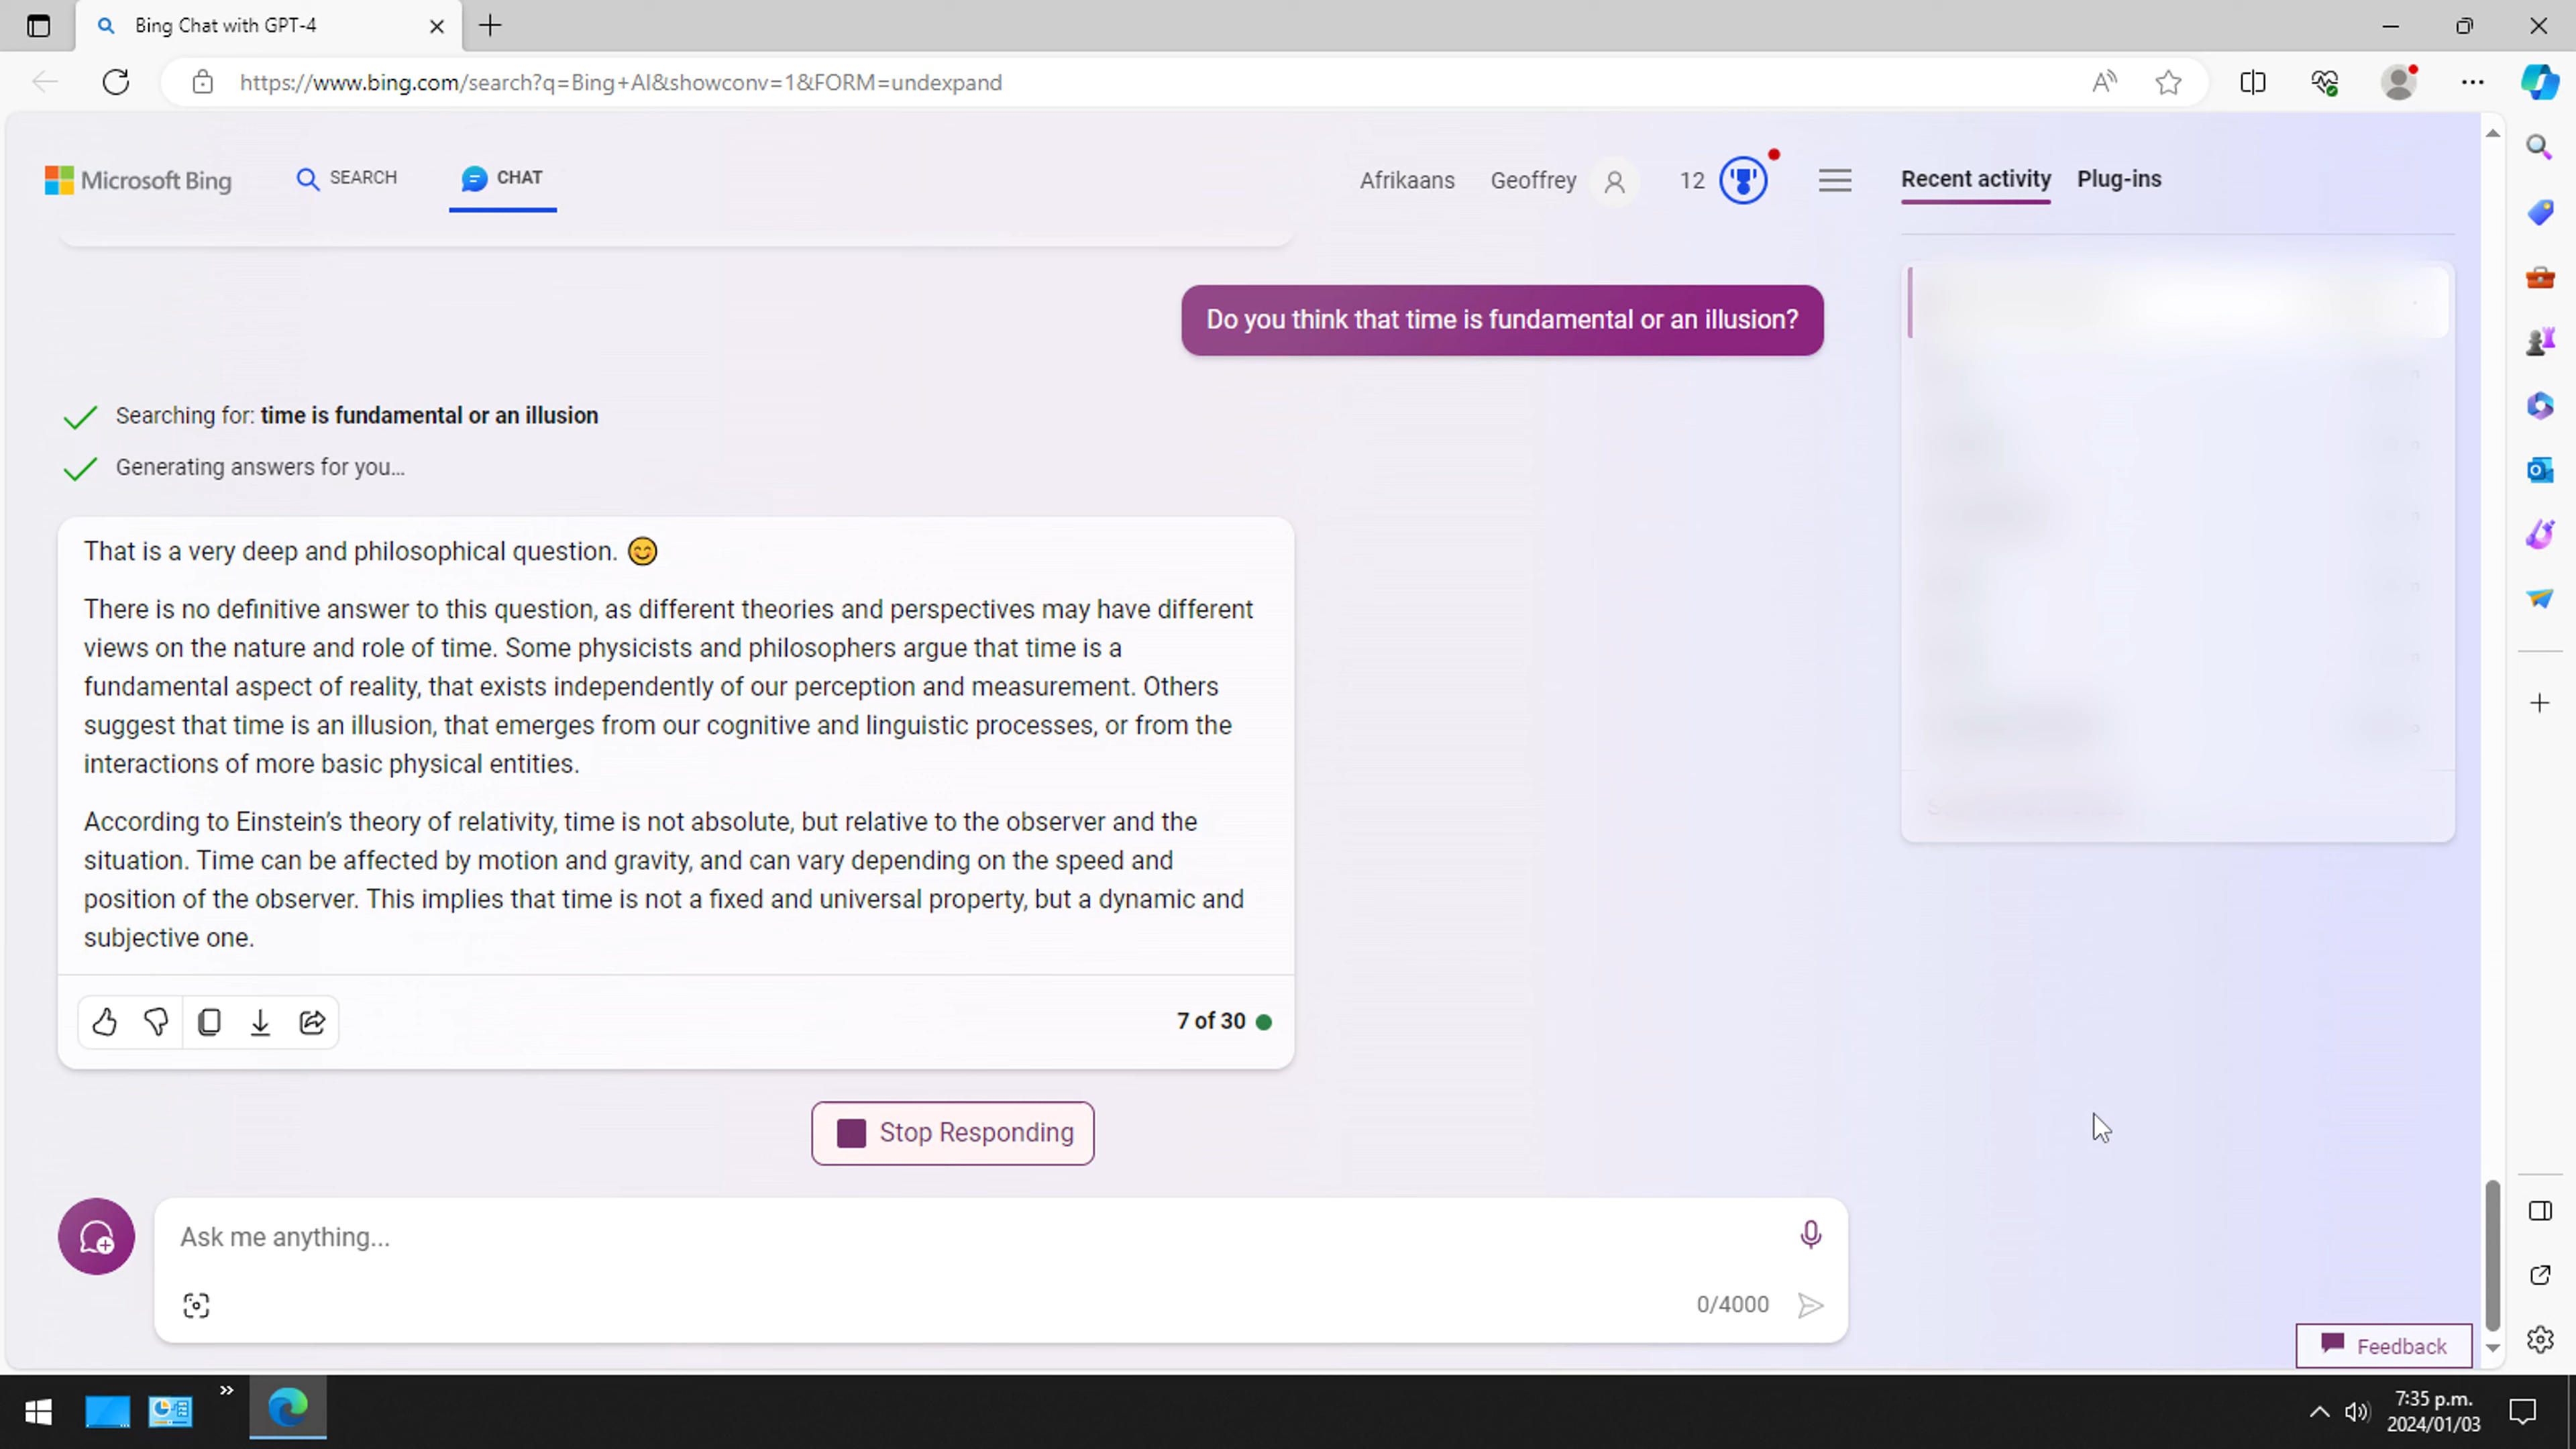 Bing Chat with GPT-4
https://www.bing.com/search?q=Bing+AI&showconv=1&FORM=undexpand
Microsoft Bing
SEARCH
CHAT
Afrikaans
Geoffrey
12
Recent activity
Plug-ins
Do you think that time is fundamental or an illusion?
Searching for: time is fundamental or an illusion
Generating answers for you...
That is a very deep and philosophical question. 😊
There is no definitive answer to this question, as different theories and perspectives may have different
views on the nature and role of time. Some physicists and philosophers argue that time is a
fundamental aspect of reality, that exists independently of our perception and measurement. Others
suggest that time is an illusion, that emerges from our cognitive and linguistic processes, or from the
interactions of more basic physical entities.
According to Einstein’s theory of relativity, time is not absolute, but relative to the observer and the
situation. Time can be affected by motion and gravity, and can vary depending on the speed and
position of the observer. This implies that time is not a fixed and universal property, but a dynamic and
subjective one.
7 of 30
Stop Responding
Ask me anything...
0/4000
Feedback
7:35 p.m.
2024/01/03